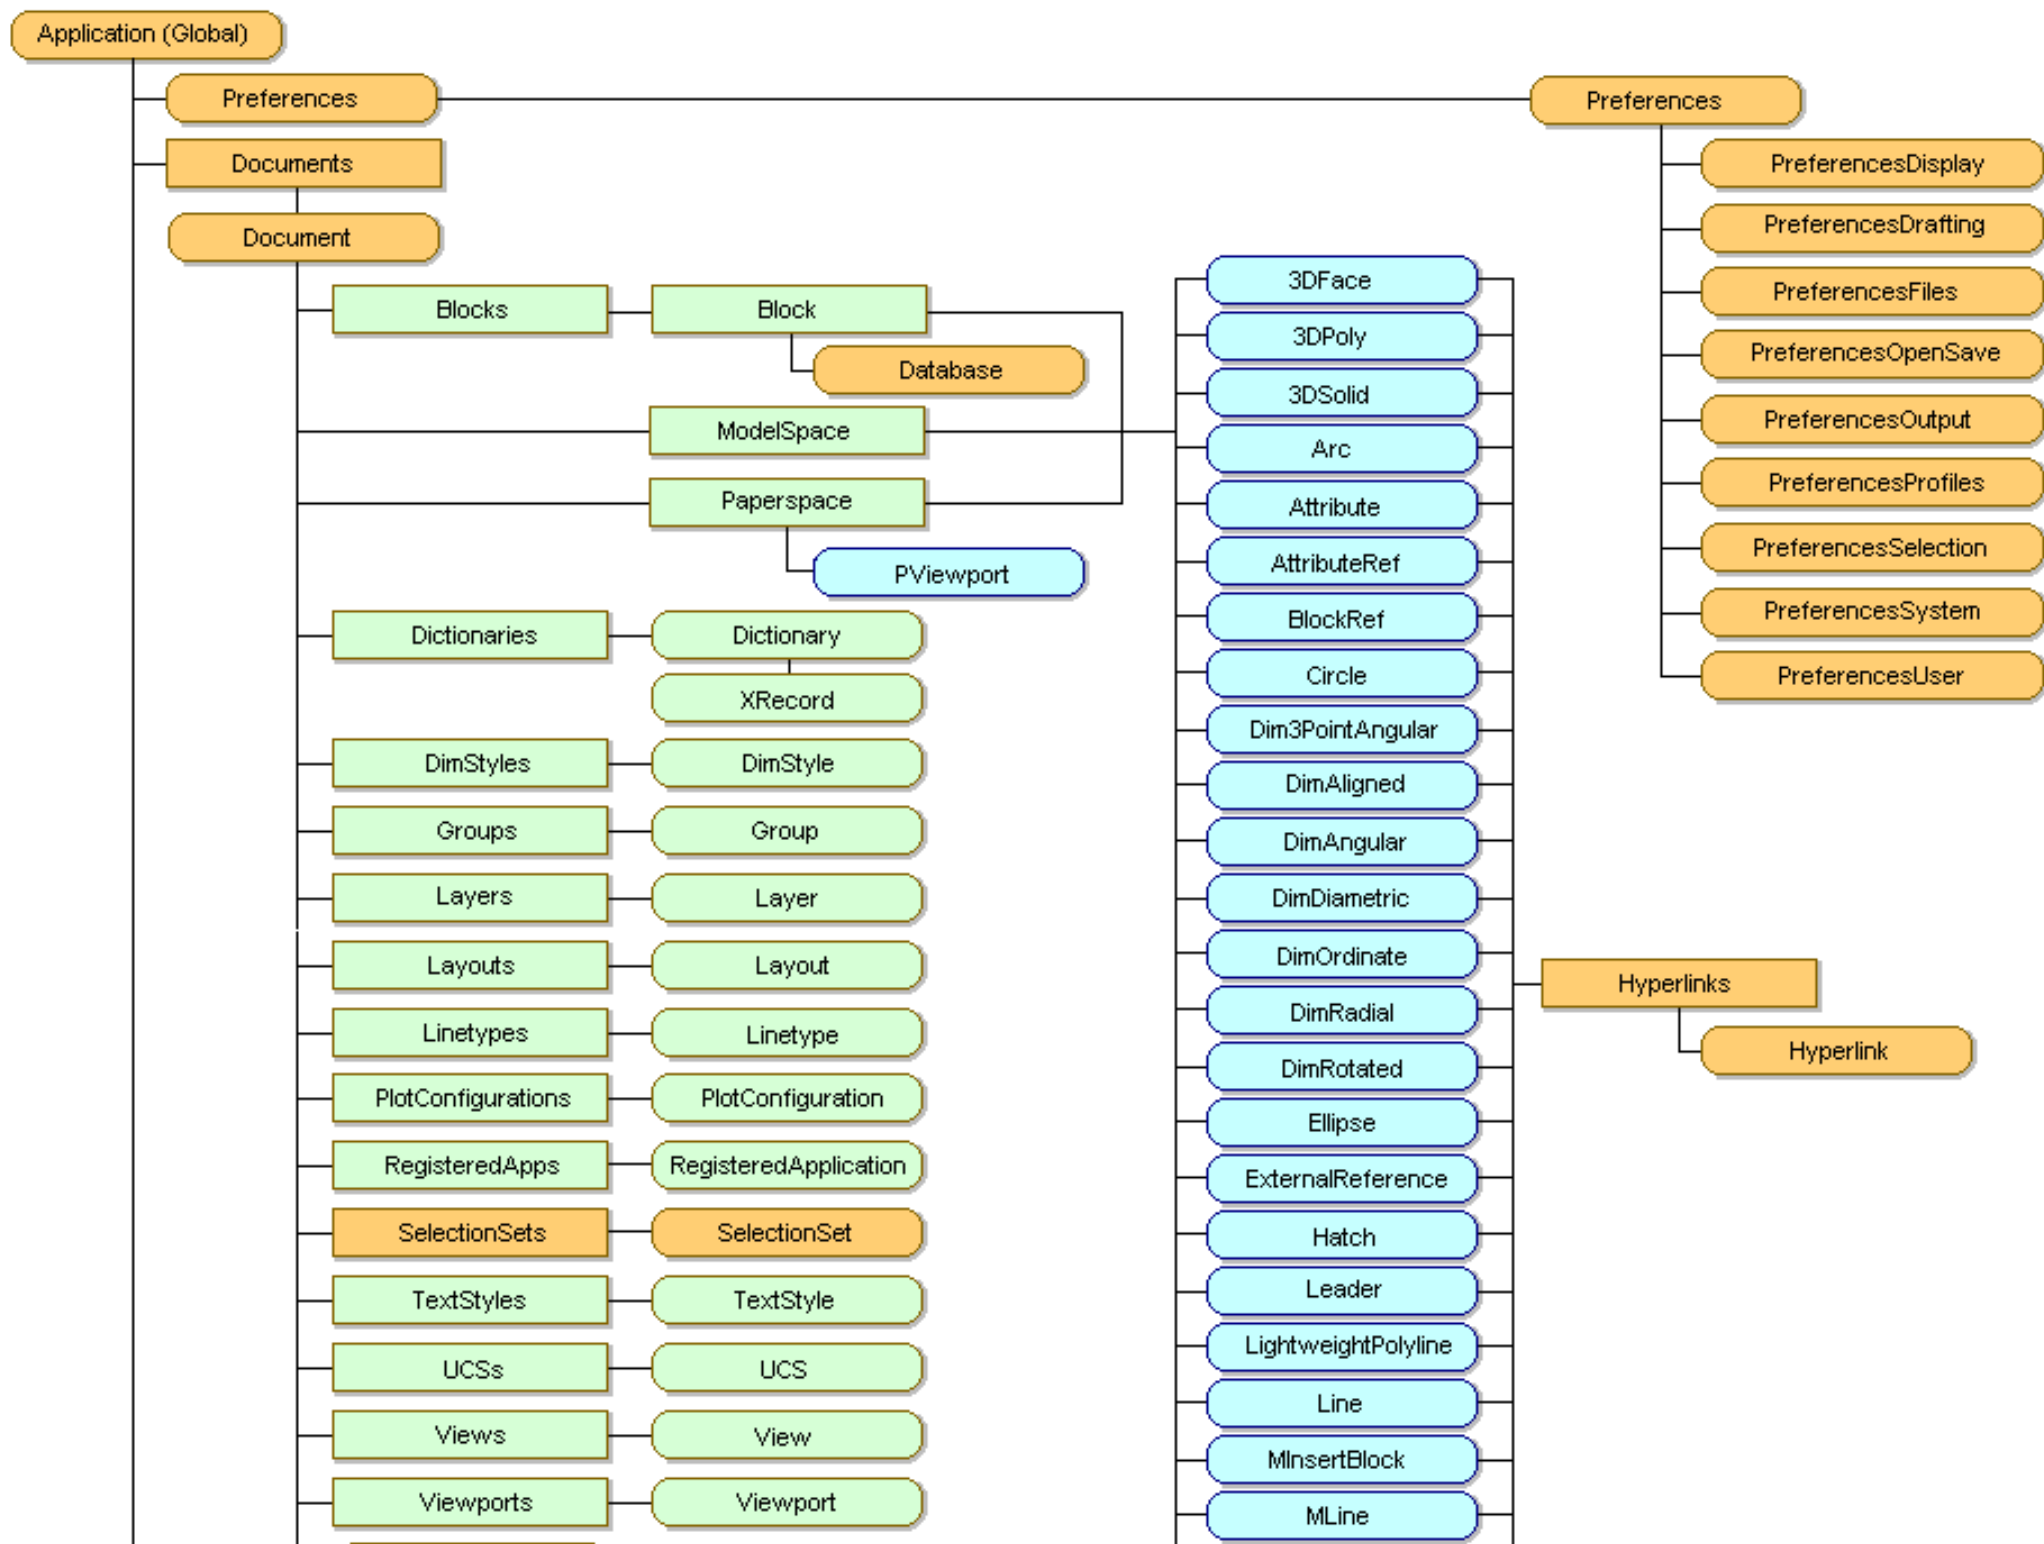 Application (Global)
Preferences
Preferences
Documents
PreferencesDisplay
Document
PreferencesDrafting
PreferencesFiles
PreferencesOpenSave
PreferencesOutput
PreferencesProfiles
PreferencesSelection
PreferencesSystem
PreferencesUser
Blocks
Block
Database
ModelSpace
Paperspace
PViewport
Dictionaries
Dictionary
XRecord
DimStyles
DimStyle
Groups
Group
Layers
Layer
Layouts
Layout
Linetypes
Linetype
PlotConfigurations
PlotConfiguration
RegisteredApps
RegisteredApplication
SelectionSets
SelectionSet
TextStyles
TextStyle
UCSs
UCS
Views
View
Viewports
Viewport
3DFace
3DPoly
3DSolid
Arc
Attribute
AttributeRef
BlockRef
Circle
Dim3PointAngular
DimAligned
DimAngular
DimDiametric
DimOrdinate
DimRadial
DimRotated
Ellipse
ExternalReference
Hatch
Leader
LightweightPolyline
Line
MInsertBlock
MLine
Hyperlinks
Hyperlink